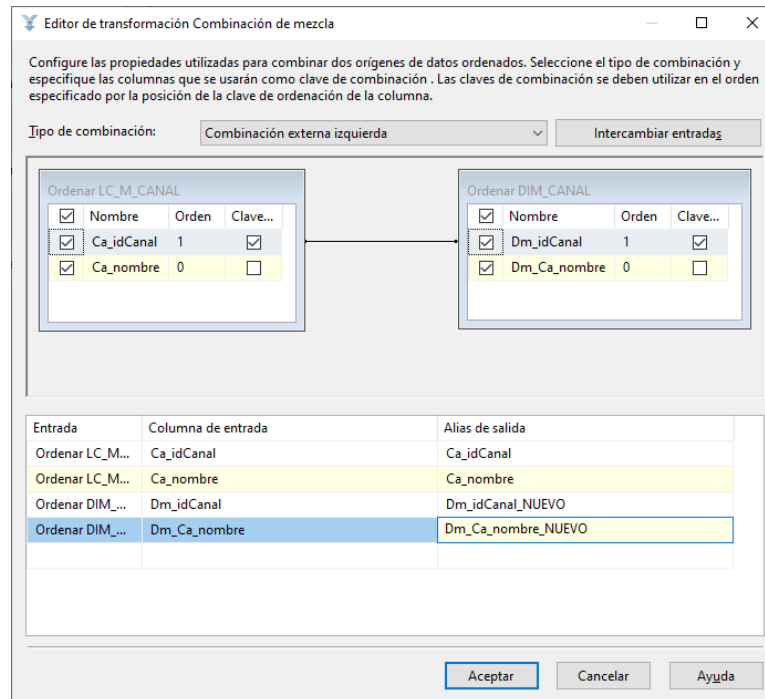 Editor de transformación Combinación de mezcla
Configure las propiedades utilizadas para combinar dos orígenes de datos ordenados. Seleccione el tipo de combinación y
especifique las columnas que se usarán como clave de combinación . Las claves de combinación se deben utilizar en el orden
especificado por la posición de la clave de ordenación de la columna.
Tipo de combinación: Combinación externa izquierda Intercambiar entradas
Ordenar LC_M_CANAL
Nombre Orden Clave...
Ca_idCanal 1
Ca_nombre 0
Ordenar DIM_CANAL
Nombre Orden Clave...
Dm_idCanal 1
Dm_Ca_nombre 0
Entrada Columna de entrada Alias de salida
Ordenar LC_M... Ca_idCanal Ca_idCanal
Ordenar LC_M... Ca_nombre Ca_nombre
Ordenar DIM_... Dm_idCanal Dm_idCanal_NUEVO
Ordenar DIM_... Dm_Ca_nombre Dm_Ca_nombre_NUEVO
Aceptar Cancelar Ayuda